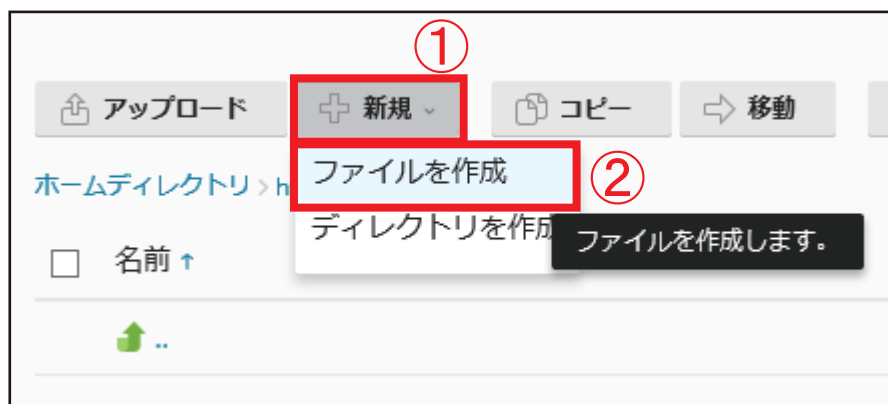 ①
アップロード 新規 コピー 移動
ホームディレクトリ > h
ファイルを作成
②
ディレクトリを作成
ファイルを作成します。
名前 ↑
..